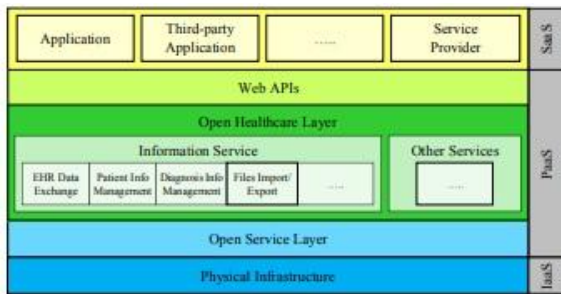 Application
Third-party
Application
.....
Service
Provider
SaaS
Web APIs
Open Healthcare Layer
Information Service
EHR Data
Exchange
Patient Info
Management
Diagnosis Info
Management
Files Import/
Export
.....
Other Services
.....
PaaS
Open Service Layer
Physical Infrastructure
IaaS